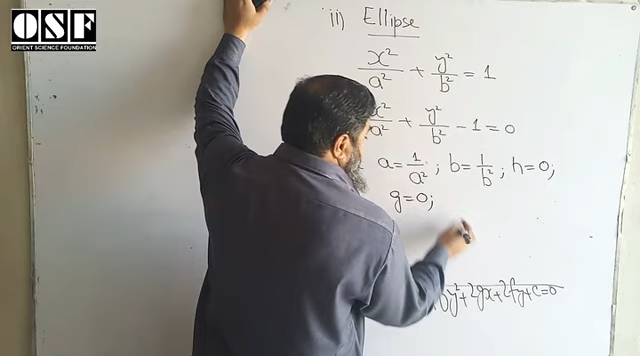 OSF
ORIENT SCIENCE FOUNDATION
ii) Ellipse
x²/a² + y²/b² = 1
x²/a² + y²/b² - 1 = 0
a = 1/a² ; b = 1/b² ; h = 0;
g = 0;
by² + 2gx + 2fy + c = 0